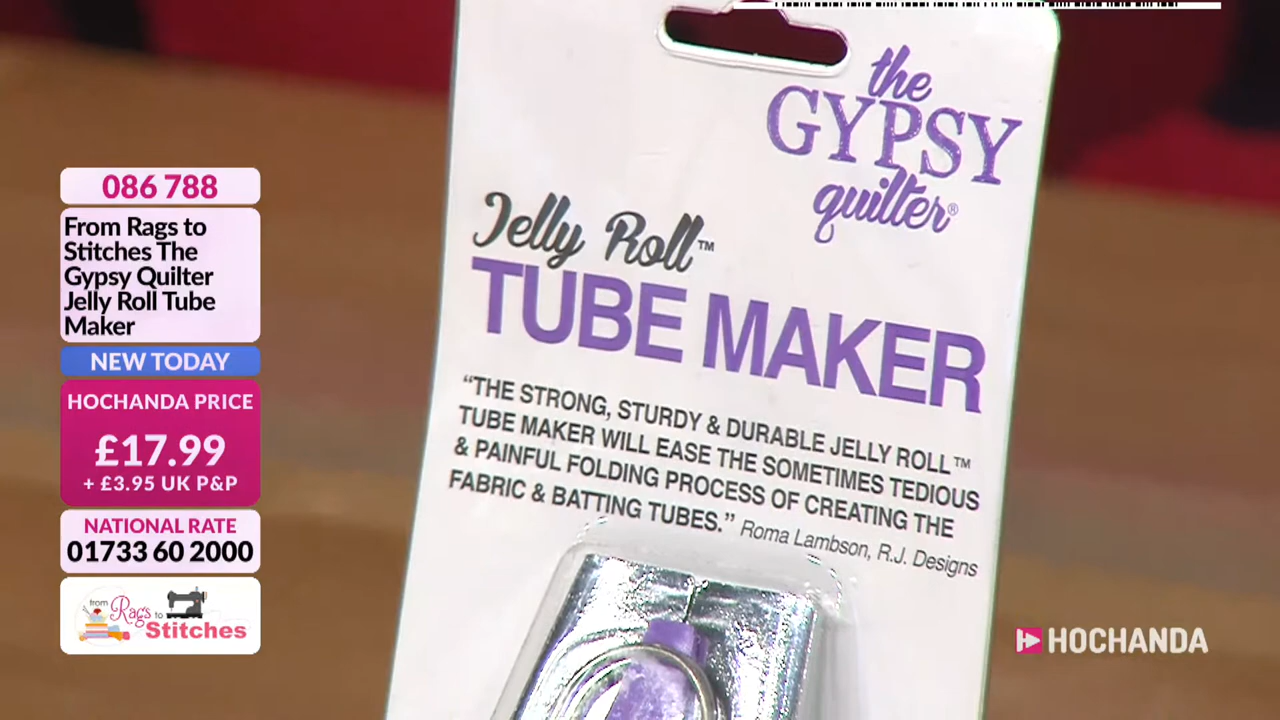 086 788
From Rags to
Stitches The
Gypsy Quilter
Jelly Roll Tube
Maker
NEW TODAY
HOCHANDA PRICE
£17.99
+ £3.95 UK P&P
NATIONAL RATE
01733 60 2000
from Rags to
Stitches
the
GYPSY
quilter®
Jelly Roll™
TUBE MAKER
“THE STRONG, STURDY & DURABLE JELLY ROLL™
TUBE MAKER WILL EASE THE SOMETIMES TEDIOUS
& PAINFUL FOLDING PROCESS OF CREATING THE
FABRIC & BATTING TUBES.” Roma Lambson, R.J. Designs
HOCHANDA